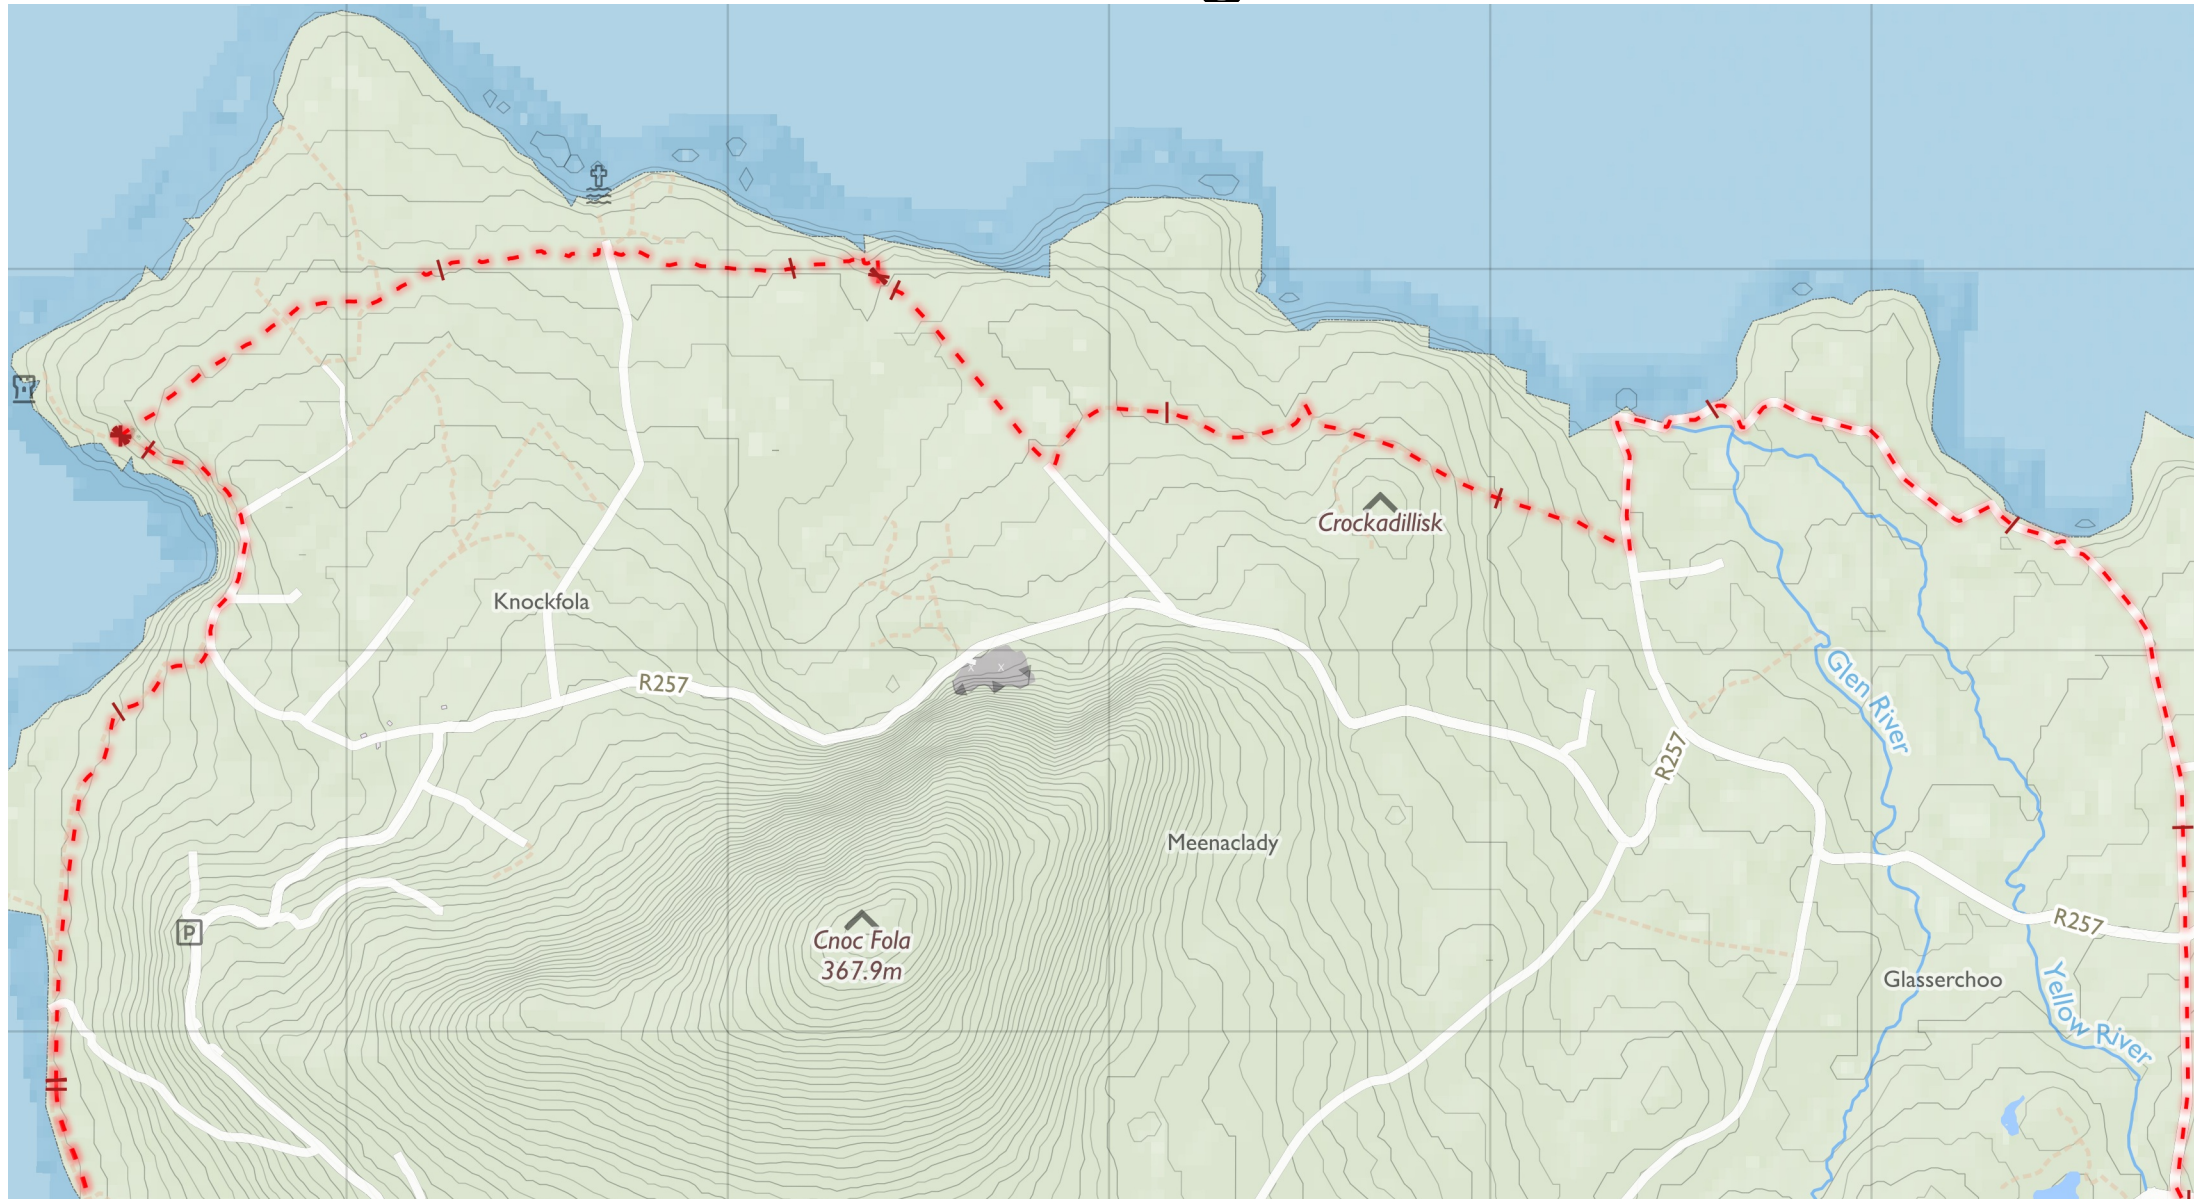 Crockadillisk
Knockfola
R257
Glen River
R257
Meenaclady
P
R257
Cnoc Fola
367.9m
Glasserchoo
Yellow River